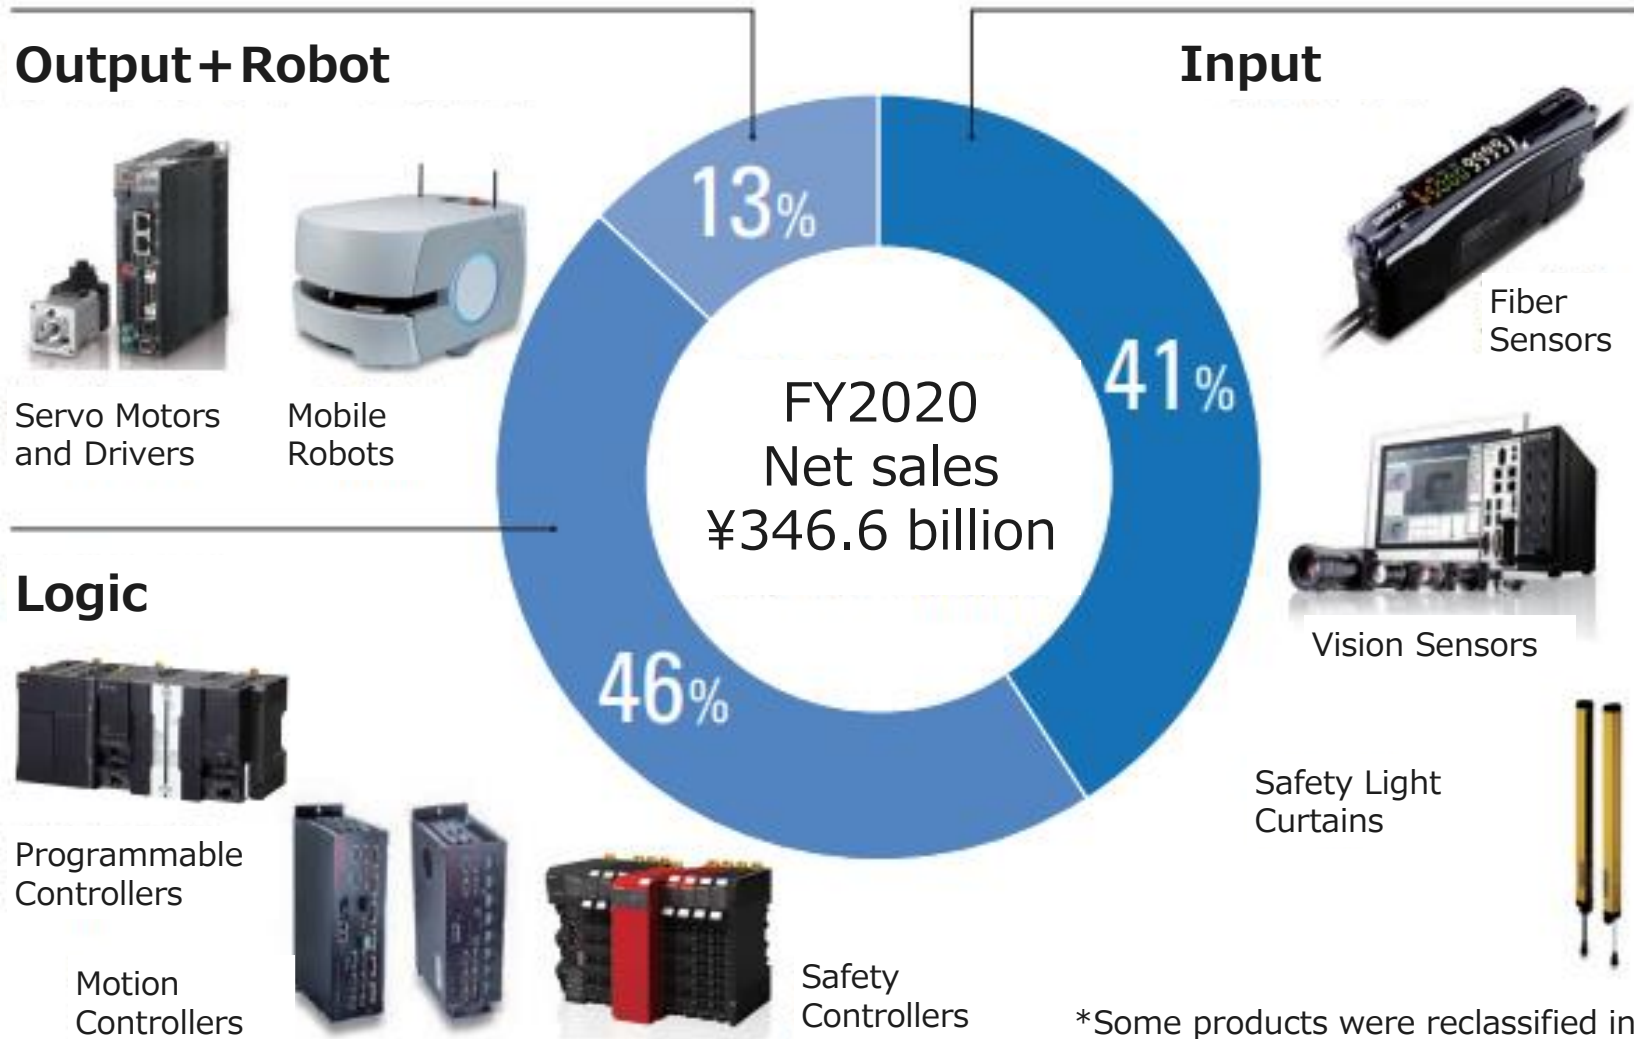 Output+Robot
Input
13%
Fiber
Sensors
41%
FY2020
Net sales
¥346.6 billion
Servo Motors
and Drivers
Mobile
Robots
Logic
Vision Sensors
46%
Safety Light
Curtains
Programmable
Controllers
Motion
Controllers
Safety
Controllers
*Some products were reclassified in